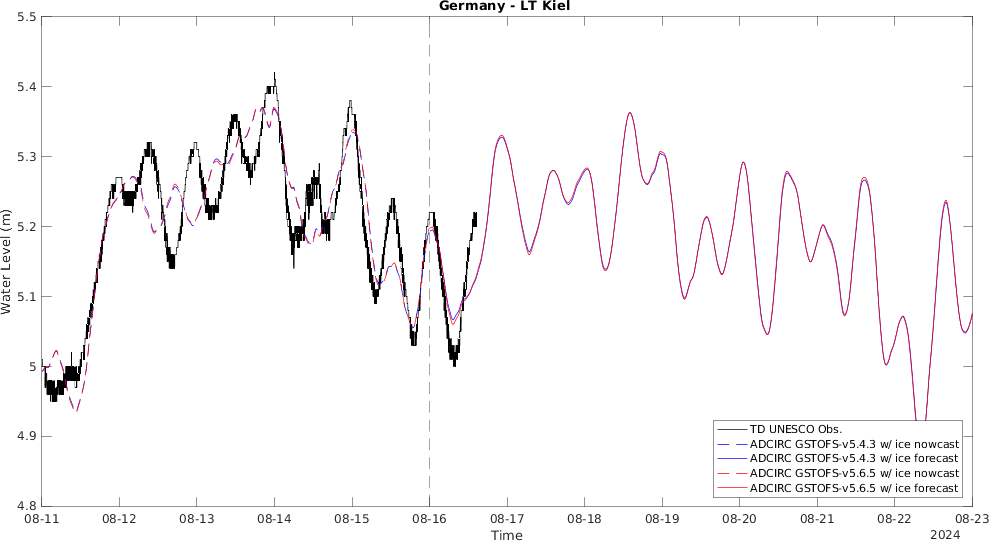 Germany - LT Kiel
5.5
5.4
5.3
5.2
5.1
5
4.9
4.8
Water Level (m)
TD UNESCO Obs.
ADCIRC GSTOFS-v5.4.3 w/ ice nowcast
ADCIRC GSTOFS-v5.4.3 w/ ice forecast
ADCIRC GSTOFS-v5.6.5 w/ ice nowcast
ADCIRC GSTOFS-v5.6.5 w/ ice forecast
08-11 08-12 08-13 08-14 08-15 08-16 08-17 08-18 08-19 08-20 08-21 08-22 08-23
Time
2024